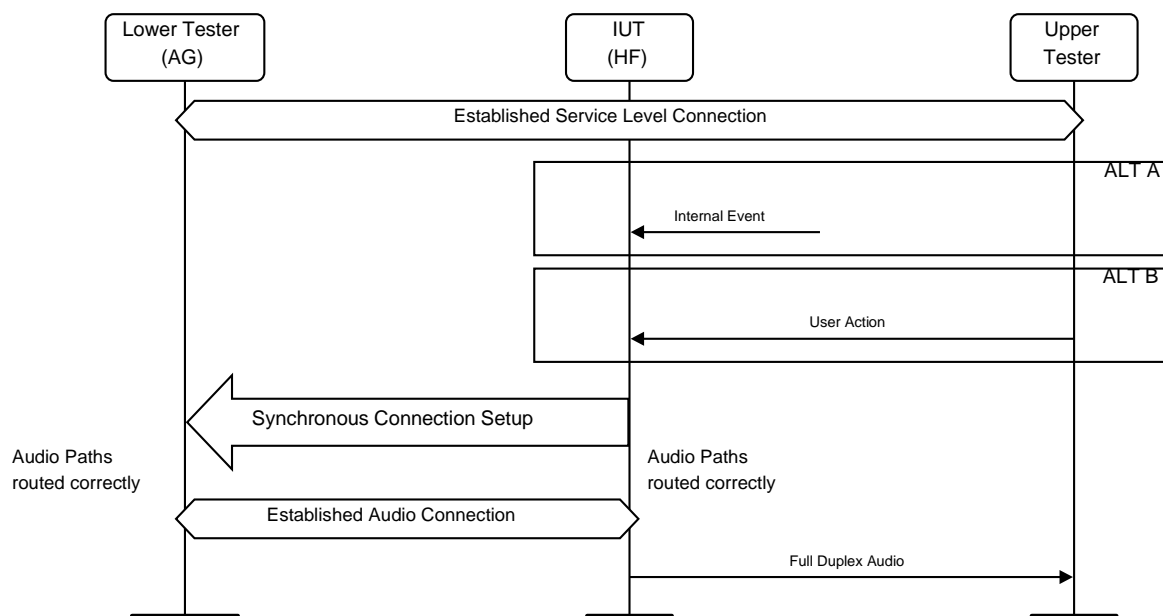 Lower Tester
(AG)
IUT
(HF)
Upper
Tester
Established Service Level Connection
ALT A
Internal Event
ALT B
User Action
Synchronous Connection Setup
Audio Paths
routed correctly
Audio Paths
routed correctly
Established Audio Connection
Full Duplex Audio